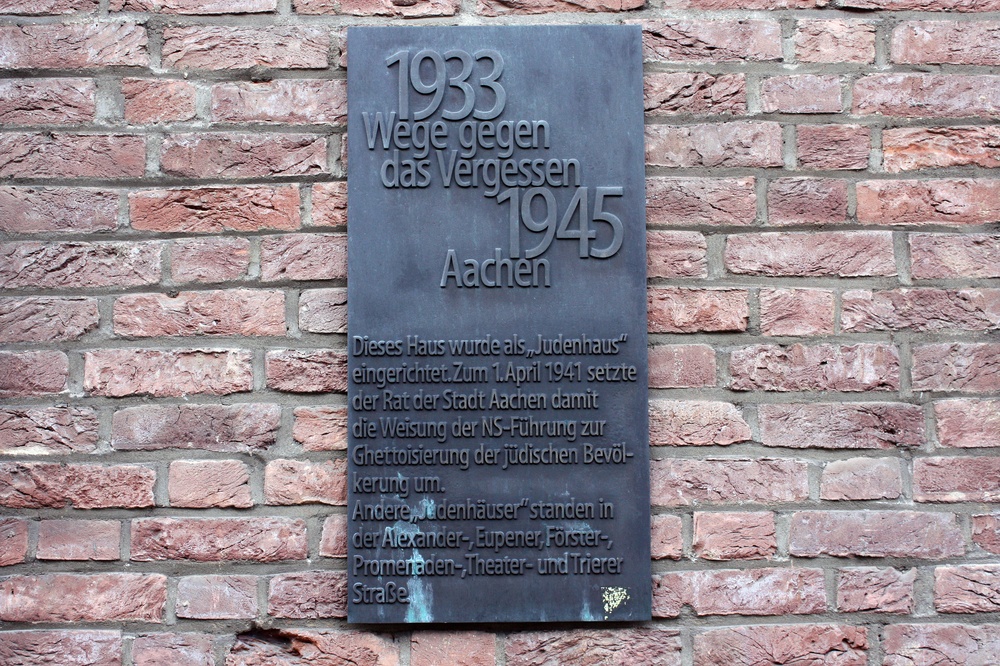 1933
Wege gegen
das Vergessen
1945
Aachen
Dieses Haus wurde als „Judenhaus“
eingerichtet. Zum 1. April 1941 setzte
der Rat der Stadt Aachen damit
die Weisung der NS-Führung zur
Ghettoisierung der jüdischen Bevöl-
kerung um.
Andere „Judenhäuser“ standen in
der Alexander-, Eupener, Förster-,
Promenaden-, Theater- und Trierer
Straße.